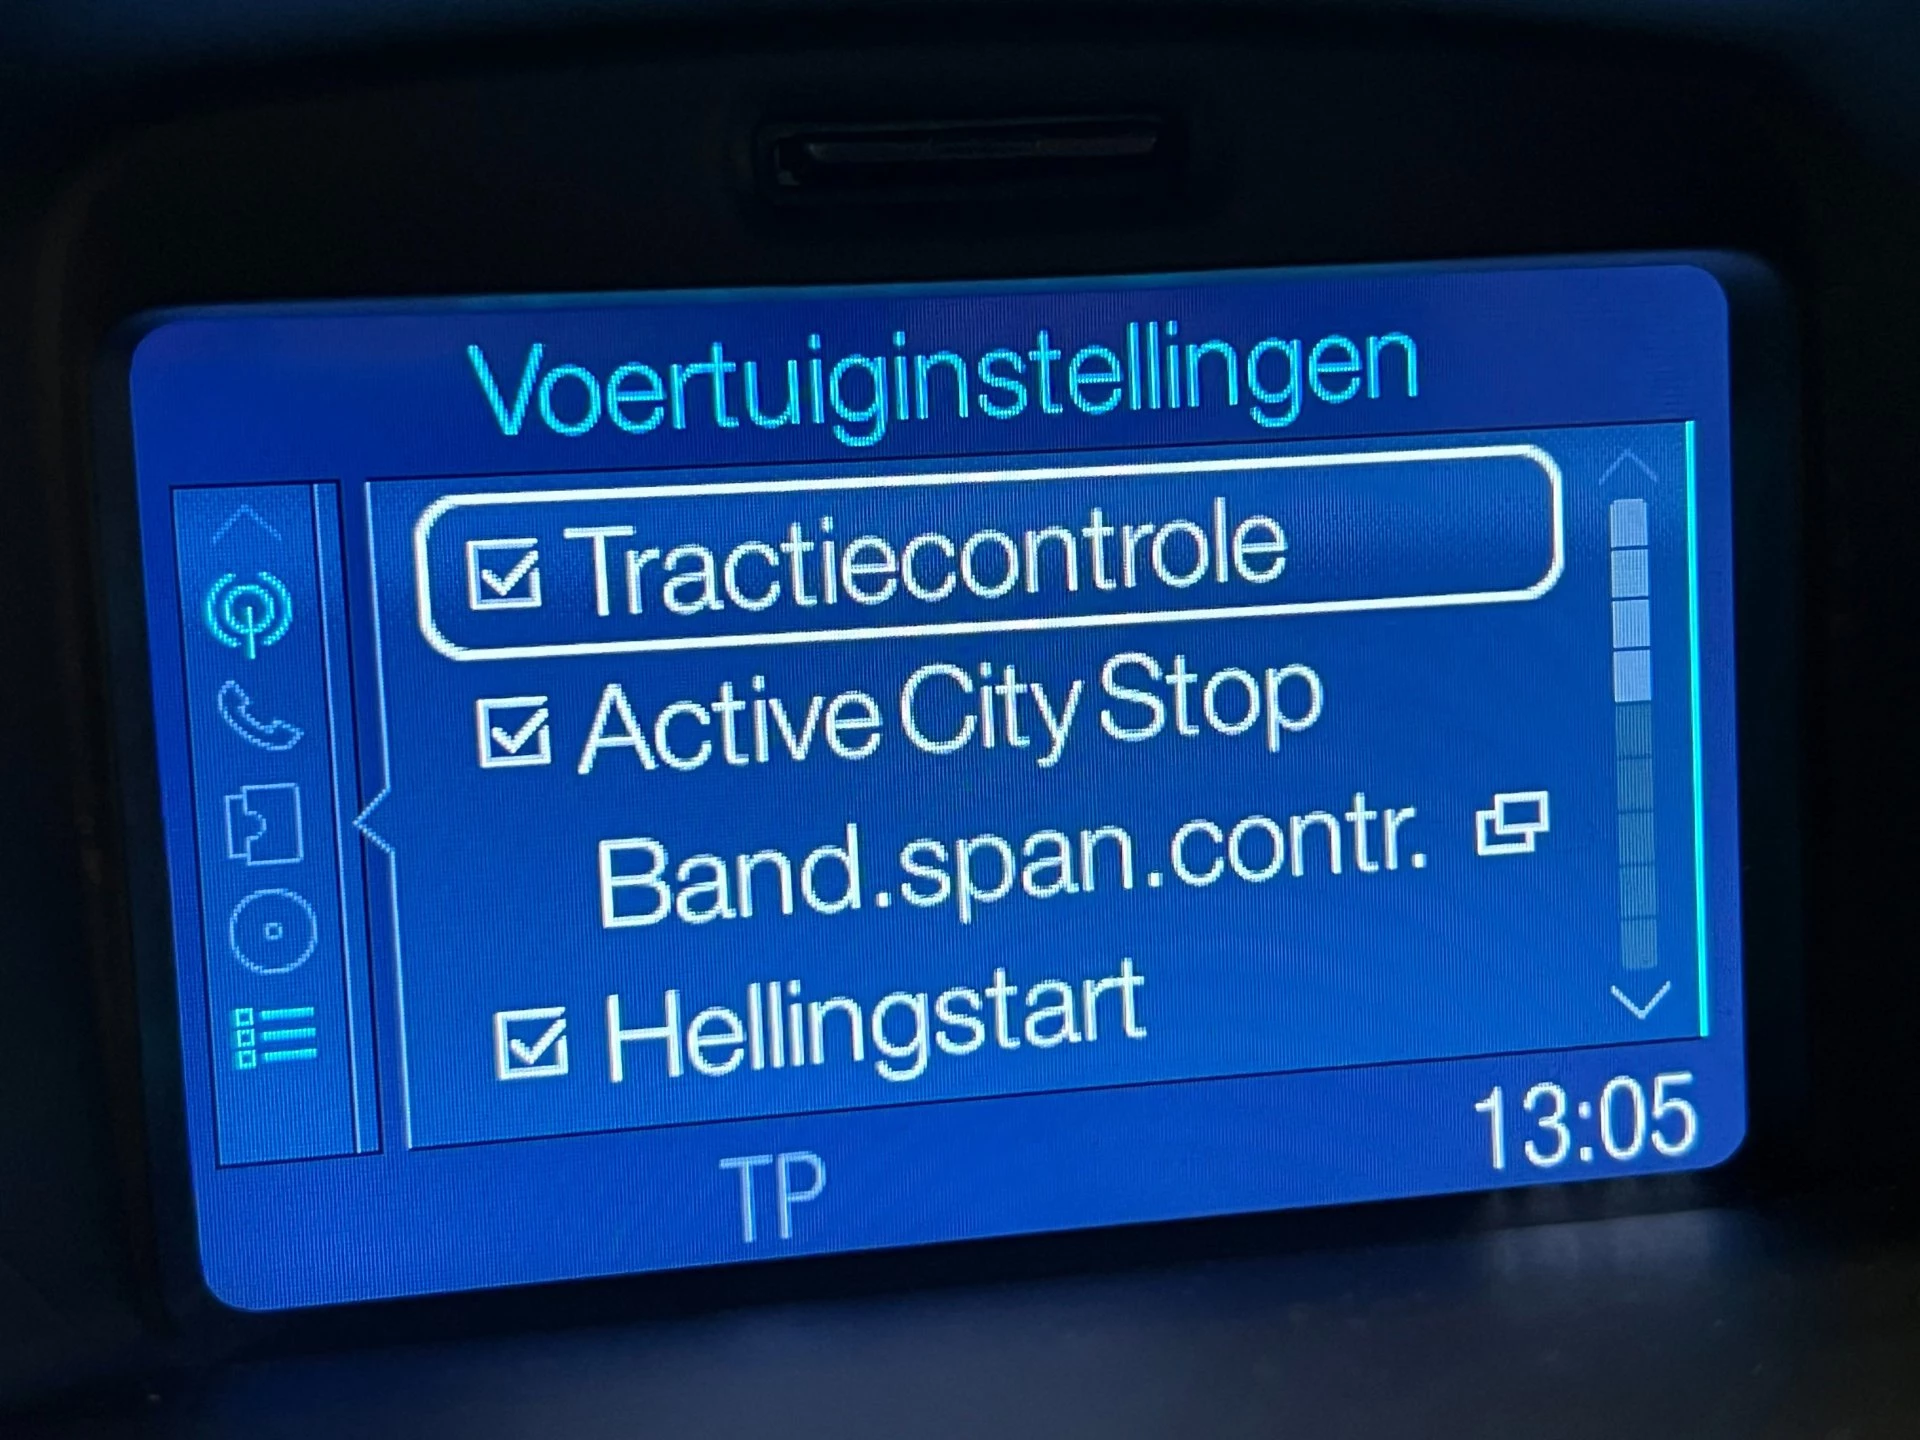 Voertuiginstellingen
Tractiecontrole
Active City Stop
Band.span.contr.
Hellingstart
TP
13:05